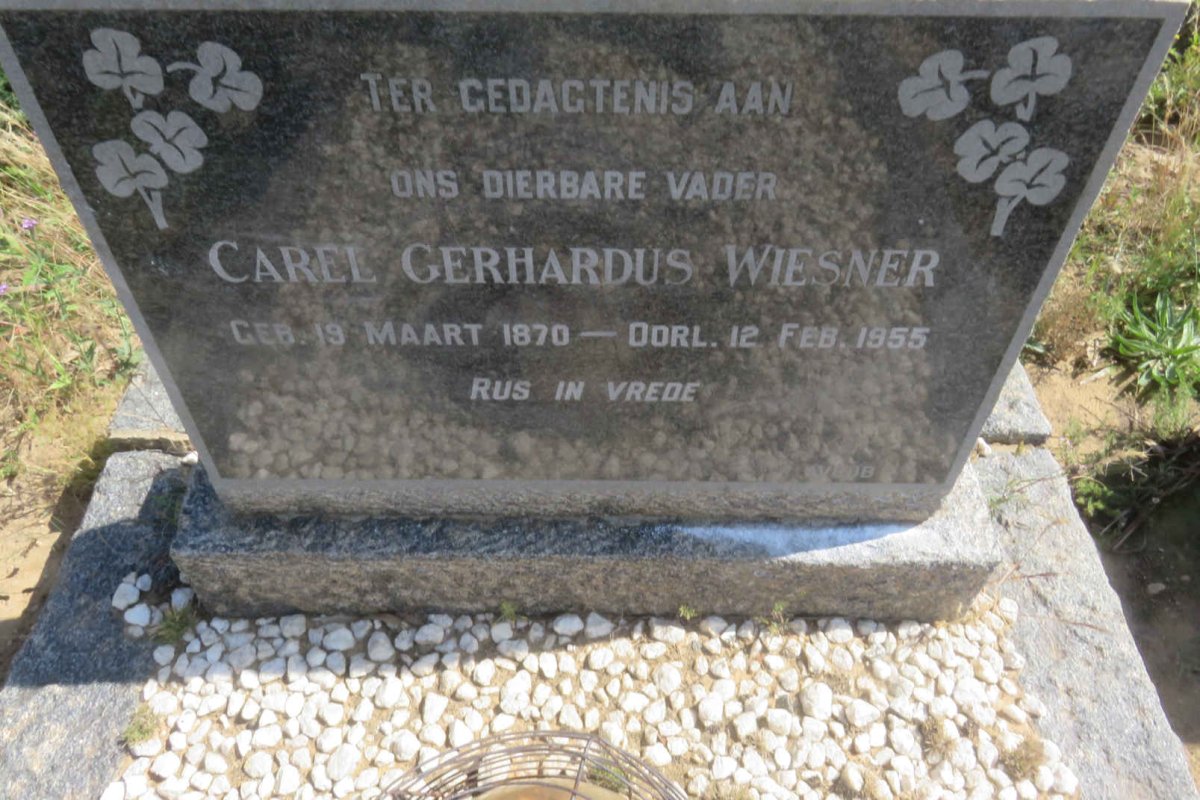 TER GEDAGTENIS AAN
ONS DIERBARE VADER
CAREL GERHARDUS WIESNER
GEB. 19 MAART 1870 — OORL. 12 FEB. 1955
RUS IN VREDE